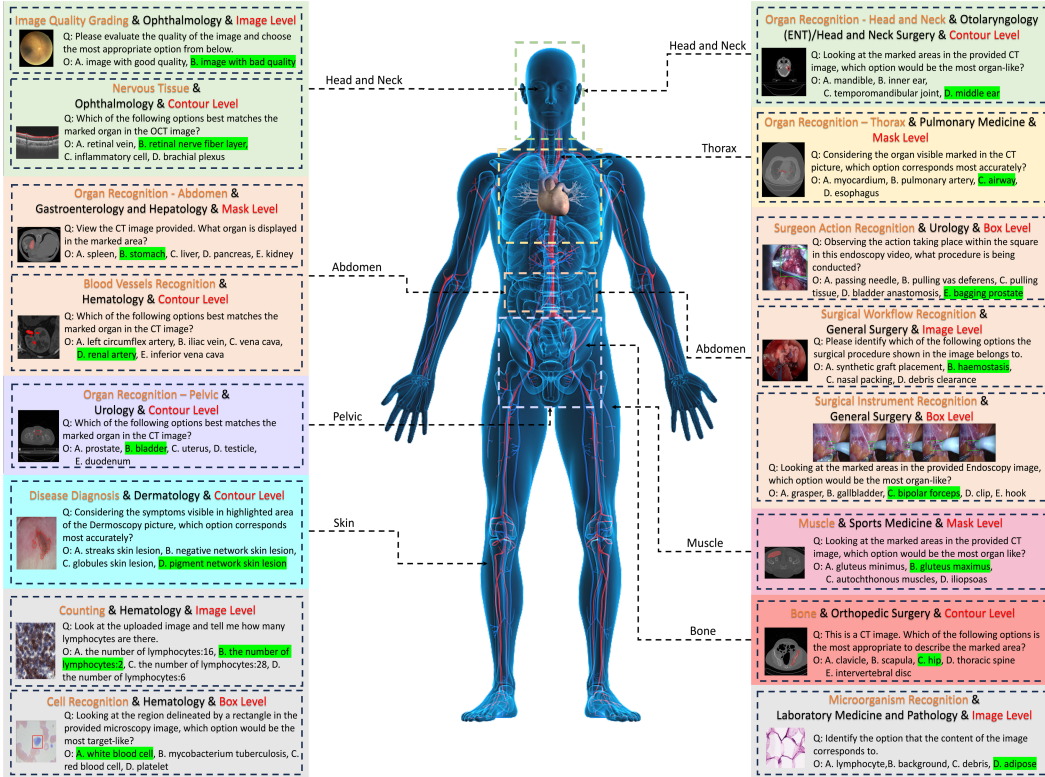 Image Quality Grading & Ophthalmology & Image Level
Q: Please evaluate the quality of the image and choose
the most appropriate option from below.
O: A. image with good quality, B. image with bad quality
Nervous Tissue &
Ophthalmology & Contour Level
Q: Which of the following options best matches the
marked organ in the OCT image?
O: A. retinal vein, B. retinal nerve fiber layer,
C. inflammatory cell, D. brachial plexus
Organ Recognition - Abdomen &
Gastroenterology and Hepatology & Mask Level
Q: View the CT image provided. What organ is displayed
in the marked area?
O: A. spleen, B. stomach, C. liver, D. pancreas, E. kidney
Blood Vessels Recognition &
Hematology & Contour Level
Q: Which of the following options best matches the
marked organ in the CT image?
O: A. left circumflex artery, B. iliac vein, C. vena cava,
D. renal artery, E. inferior vena cava
Organ Recognition – Pelvic &
Urology & Contour Level
Q: Which of the following options best matches the
marked organ in the CT image?
O: A. prostate, B. bladder, C. uterus, D. testicle,
E. duodenum
Disease Diagnosis & Dermatology & Contour Level
Q: Considering the symptoms visible in highlighted area
of the Dermoscopy picture, which option corresponds
most accurately?
O: A. streaks skin lesion, B. negative network skin lesion,
C. globules skin lesion, D. pigment network skin lesion
Counting & Hematology & Image Level
Q: Look at the uploaded image and tell me how many
lymphocytes are there.
O: A. the number of lymphocytes:16, B. the number of
lymphocytes:2, C. the number of lymphocytes:28, D.
the number of lymphocytes:6
Cell Recognition & Hematology & Box Level
Q: Looking at the region delineated by a rectangle in the
provided microscopy image, which option would be the
most target-like?
O: A. white blood cell, B. mycobacterium tuberculosis, C.
red blood cell, D. platelet
Head and Neck
Abdomen
Pelvic
Skin
Head and Neck
Thorax
Abdomen
Muscle
Bone
Organ Recognition - Head and Neck & Otolaryngology
(ENT)/Head and Neck Surgery & Contour Level
Q: Looking at the marked areas in the provided CT
image, which option would be the most organ-like?
O: A. mandible, B. inner ear,
C. temporomandibular joint, D. middle ear
Organ Recognition – Thorax & Pulmonary Medicine &
Mask Level
Q: Considering the organ visible marked in the CT
picture, which option corresponds most accurately?
O: A. myocardium, B. pulmonary artery, C. airway,
D. esophagus
Surgeon Action Recognition & Urology & Box Level
Q: Observing the action taking place within the square
in this endoscopy video, what procedure is being
conducted?
O: A. passing needle, B. pulling vas deferens, C. pulling
tissue, D. bladder anastomosis, E. bagging prostate
Surgical Workflow Recognition &
General Surgery & Image Level
Q: Please identify which of the following options the
surgical procedure shown in the image belongs to.
O: A. synthetic graft placement, B. haemostasis,
C. nasal packing, D. debris clearance
Surgical Instrument Recognition &
General Surgery & Box Level
Q: Looking at the marked areas in the provided Endoscopy image,
which option would be the most organ-like?
O: A. grasper, B. gallbladder, C. bipolar forceps, D. clip, E. hook
Muscle & Sports Medicine & Mask Level
Q: Looking at the marked areas in the provided CT
image, which option would be the most organ like?
O: A. gluteus minimus, B. gluteus maximus,
C. autochthonous muscles, D. iliopsoas
Bone & Orthopedic Surgery & Contour Level
Q: This is a CT image. Which of the following options is
the most appropriate to describe the marked area?
O: A. clavicle, B. scapula, C. hip, D. thoracic spine
E. intervertebral disc
Microorganism Recognition &
Laboratory Medicine and Pathology & Image Level
Q: Identify the option that the content of the image
corresponds to.
O: A. lymphocyte,B. background, C. debris, D. adipose